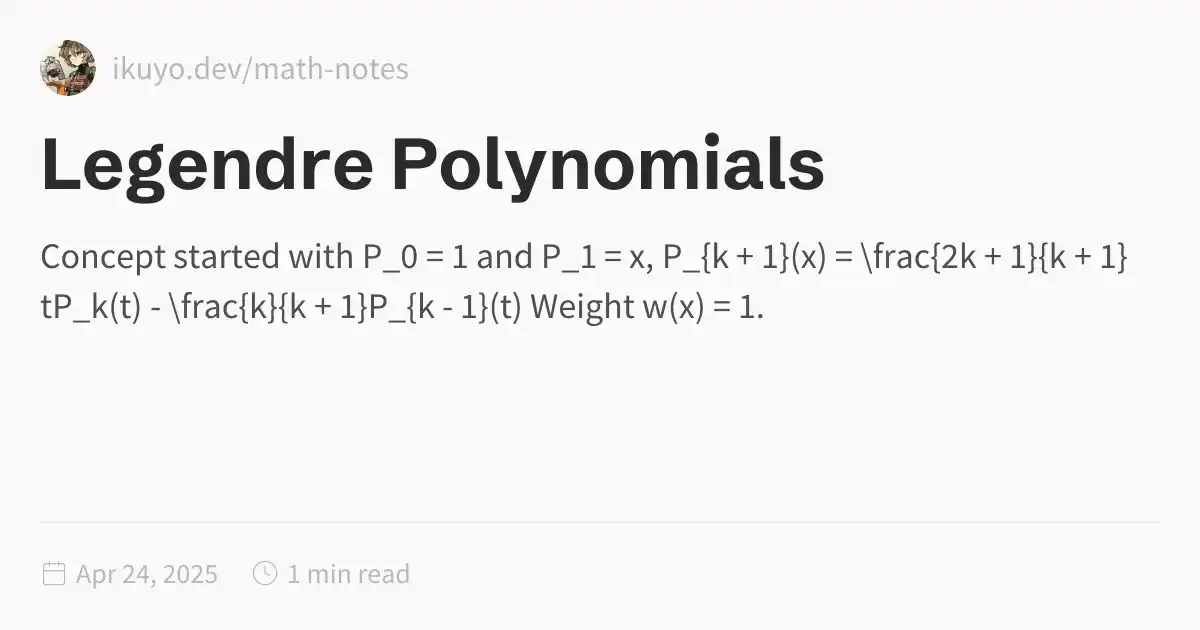 ikuyo.dev/math-notes
Legendre Polynomials
Concept started with P_0 = 1 and P_1 = x, P_{k + 1}(x) = \frac{2k + 1}{k + 1}
tP_k(t) - \frac{k}{k + 1}P_{k - 1}(t) Weight w(x) = 1.
Apr 24, 2025 1 min read